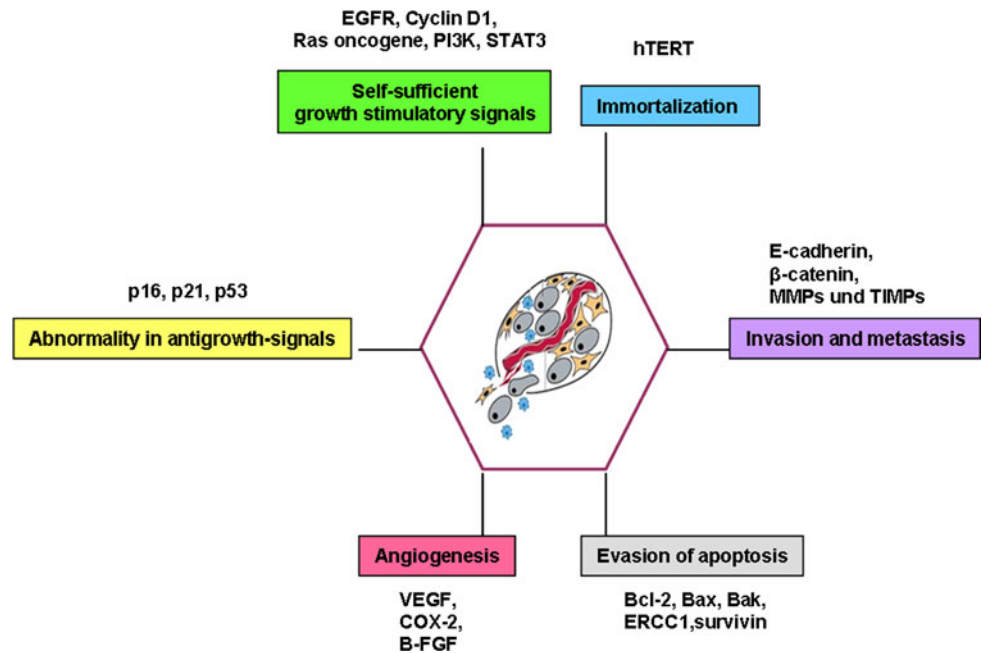 EGFR, Cyclin D1,
Ras oncogene, PI3K, STAT3
Self-sufficient
growth stimulatory signals
hTERT
Immortalization
p16, p21, p53
Abnormality in antigrowth-signals
E-cadherin,
β-catenin,
MMPs und TIMPs
Invasion and metastasis
Angiogenesis
VEGF,
COX-2,
B-FGF
Evasion of apoptosis
Bcl-2, Bax, Bak,
ERCC1,survivin